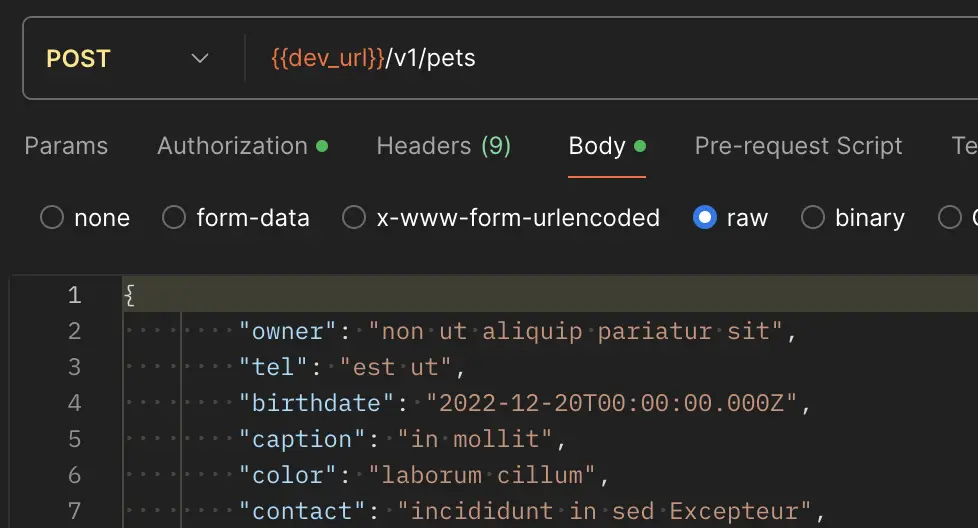 POST {{dev_url}}/v1/pets
Params Authorization Headers (9) Body Pre-request Script Te
none form-data x-www-form-urlencoded raw binary
1 {
2 "owner": "non ut aliquip pariatur sit",
3 "tel": "est ut",
4 "birthdate": "2022-12-20T00:00:00.000Z",
5 "caption": "in mollit",
6 "color": "laborum cillum",
7 "contact": "incididunt in sed Excepteur",